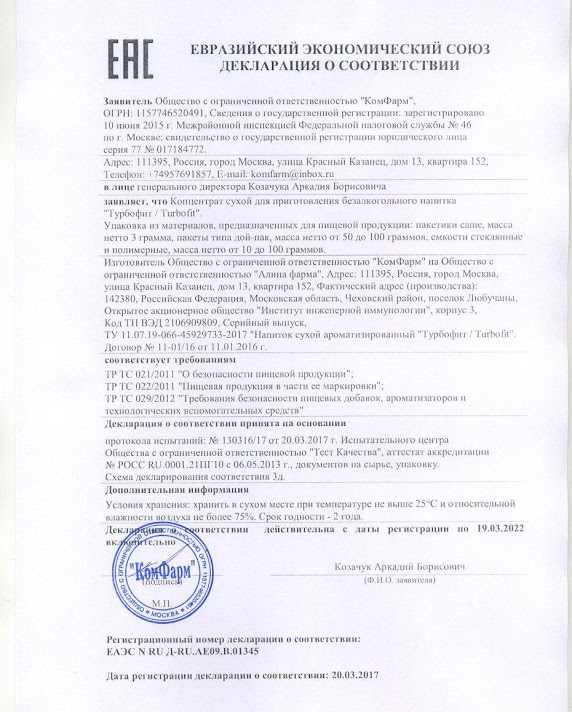 ЕАС
ЕВРАЗИЙСКИЙ ЭКОНОМИЧЕСКИЙ СОЮЗ
ДЕКЛАРАЦИЯ О СООТВЕТСТВИИ
Заявитель Общество с ограниченной ответственностью "КомФарм",
ОГРН: 1157746520491, Сведения о государственной регистрации: зарегистрировано
10 июня 2015 г. Межрайонной инспекцией Федеральной налоговой службы № 46
по г. Москве; свидетельство о государственной регистрации юридического лица
серия 77 № 017184772.
Адрес: 111395, Россия, город Москва, улица Красный Казанец, дом 13, квартира 152,
Телефон: +74957691857, E-mail: komfarm@inbox.ru
в лице генерального директора Козачука Аркадия Борисовича
заявляет, что Концентрат сухой для приготовления безалкогольного напитка
"Турбофит / Turbofit".
Упаковка из материалов, предназначенных для пищевой продукции: пакетики саше, масса
нетто 3 грамма, пакеты типа дой-пак, масса нетто от 50 до 100 граммов, емкости стеклянные
и полимерные, масса нетто от 10 до 100 граммов.
Изготовитель Общество с ограниченной ответственностью "КомФарм" на Общество с
ограниченной ответственностью "Алина фарма", Адрес: 111395, Россия, город Москва,
улица Красный Казанец, дом 13, квартира 152, Фактический адрес (производства):
142380, Российская Федерация, Московская область, Чеховский район, поселок Любучаны,
Открытое акционерное общество "Институт инженерной иммунологии", корпус 3,
Код ТН ВЭД 2106909809, Серийный выпуск,
ТУ 11.07.19-066-45929733-2017 "Напиток сухой ароматизированный "Турбофит / Turbofit".
Договор № 11-01/16 от 11.01.2016 г.
соответствует требованиям
ТР ТС 021/2011 "О безопасности пищевой продукции";
ТР ТС 022/2011 "Пищевая продукция в части ее маркировки";
ТР ТС 029/2012 "Требования безопасности пищевых добавок, ароматизаторов и
технологических вспомогательных средств"
Декларация о соответствии принята на основании
протокола испытаний: № 130316/17 от 20.03.2017 г. Испытательного центра
Общества с ограниченной ответственностью "Тест Качества", аттестат аккредитации
№ РОСС RU.0001.21ПГ10 с 06.05.2013 г., документов на сырье, упаковку.
Схема декларирования соответствия 3д.
Дополнительная информация
Условия хранения: хранить в сухом месте при температуре не выше 25°С и относительной
влажности воздуха не более 75%. Срок годности - 2 года.
Декларация о соответствии действительна с даты регистрации по 19.03.2022
включительно
"КомФарм"
(подпись)
М.П.
МОСКВА
Козачук Аркадий Борисович
(Ф.И.О. заявителя)
Регистрационный номер декларации о соответствии:
ЕАЭС N RU Д-RU.АЕ09.В.01345
Дата регистрации декларации о соответствии: 20.03.2017